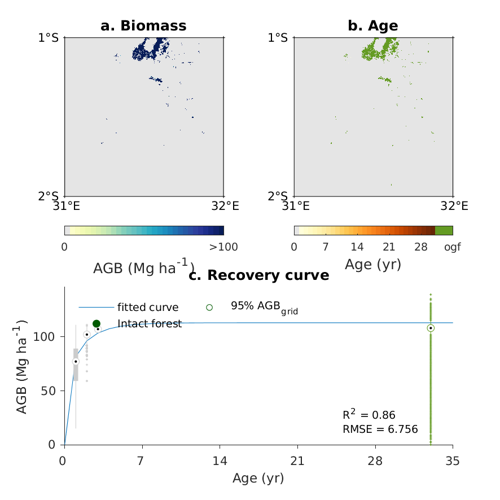 a. Biomass
b. Age
1°S
1°S
2°S
2°S
31°E
32°E
31°E
32°E
0
>100
0
7
14
21
28
ogf
AGB (Mg ha-1)
Age (yr)
c. Recovery curve
fitted curve
95% AGBgrid
Intact forest
100
50
0
AGB (Mg ha-1)
R2 = 0.86
RMSE = 6.756
0
7
14
21
28
35
Age (yr)